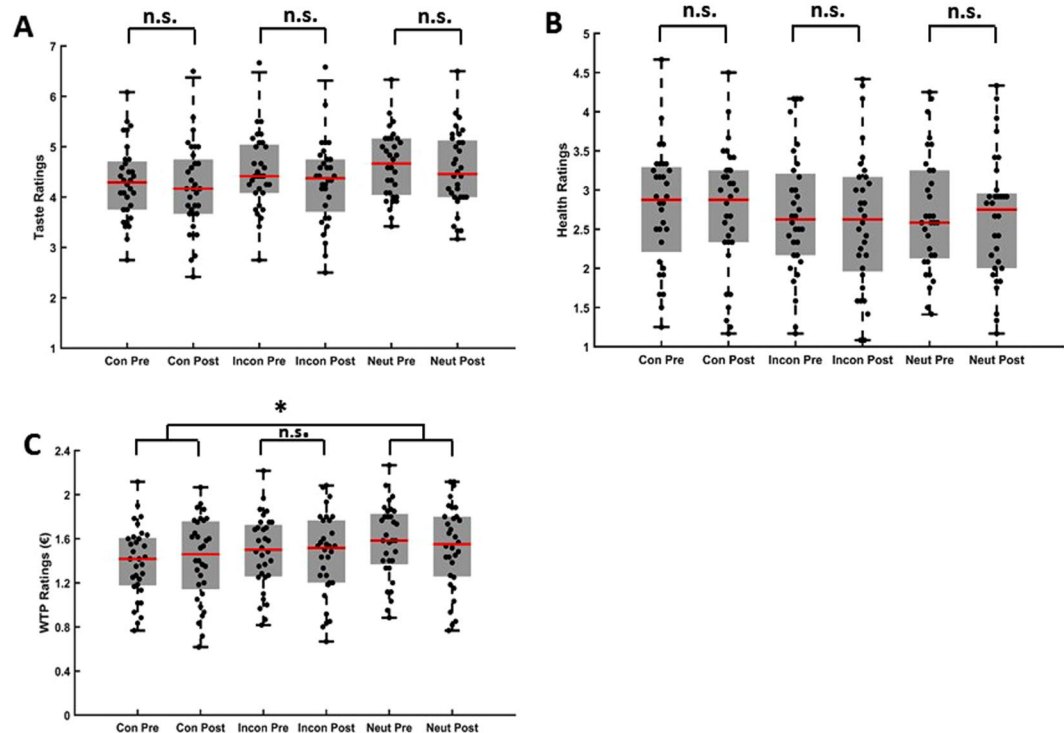 A
n.s.
n.s.
n.s.
Taste Ratings
7
6
5
4
3
2
1
Con Pre
Con Post
Incon Pre
Incon Post
Neut Pre
Neut Post
B
n.s.
n.s.
n.s.
Health Ratings
5
4.5
4
3.5
3
2.5
2
1.5
1
Con Pre
Con Post
Incon Pre
Incon Post
Neut Pre
Neut Post
C
*
n.s.
WTP Ratings (€)
2.4
2
1.6
1.2
0.8
0.4
0
Con Pre
Con Post
Incon Pre
Incon Post
Neut Pre
Neut Post